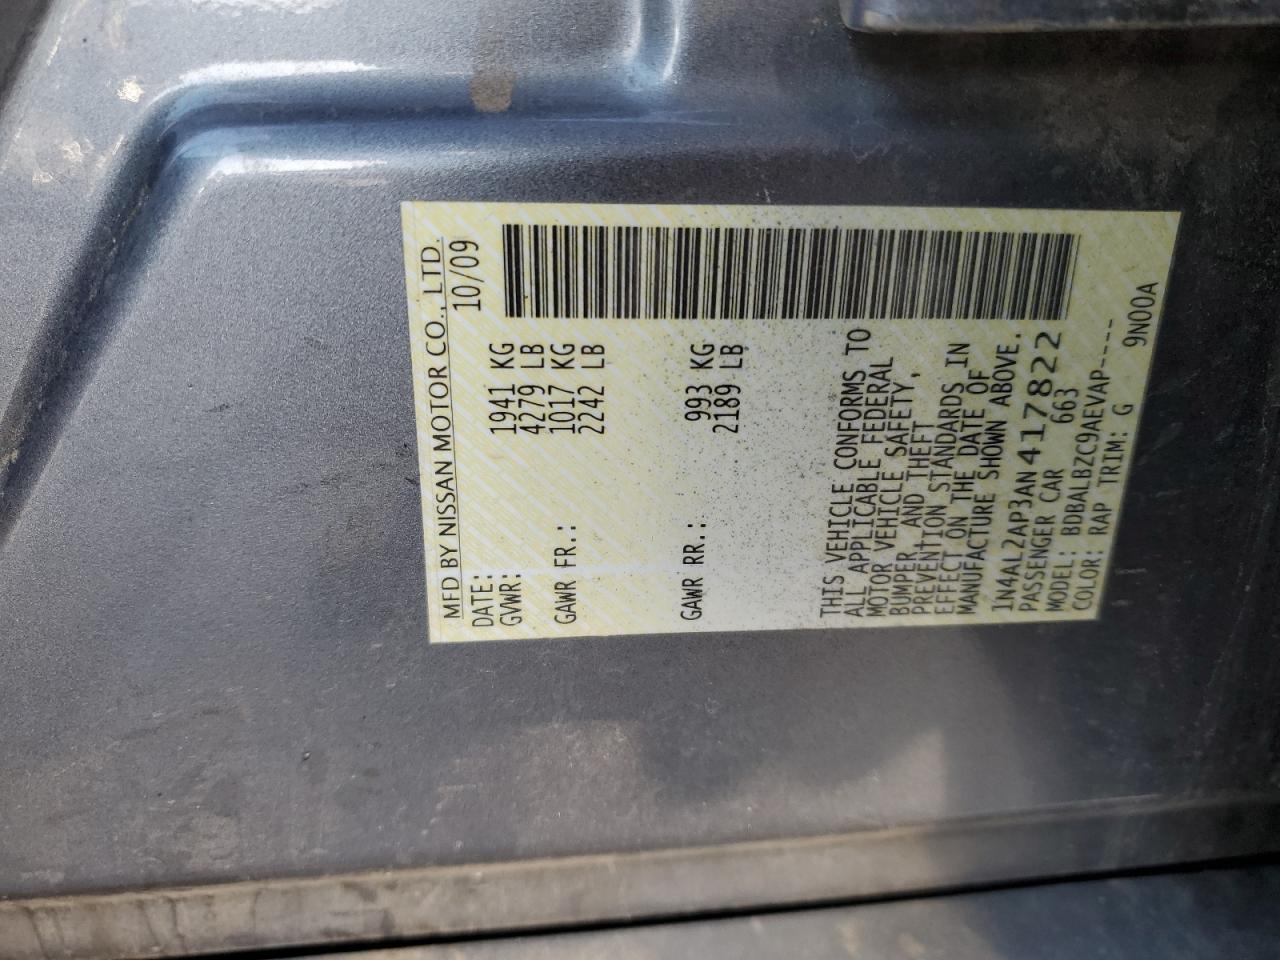 MFD BY NISSAN MOTOR CO., LTD.
DATE: 10/09
GVWR: 1941 KG
4279 LB
GAWR FR.: 1017 KG
2242 LB
GAWR RR.: 993 KG
2189 LB
THIS VEHICLE CONFORMS TO
ALL APPLICABLE FEDERAL
MOTOR VEHICLE SAFETY,
BUMPER, AND THEFT
PREVENTION STANDARDS IN
EFFECT ON THE DATE OF
MANUFACTURE SHOWN ABOVE.
1N4AL2AP3AN417822
PASSENGER CAR 663
MODEL: BDBALBZC9AEVAP----
COLOR: RAP TRIM: G 9N00A